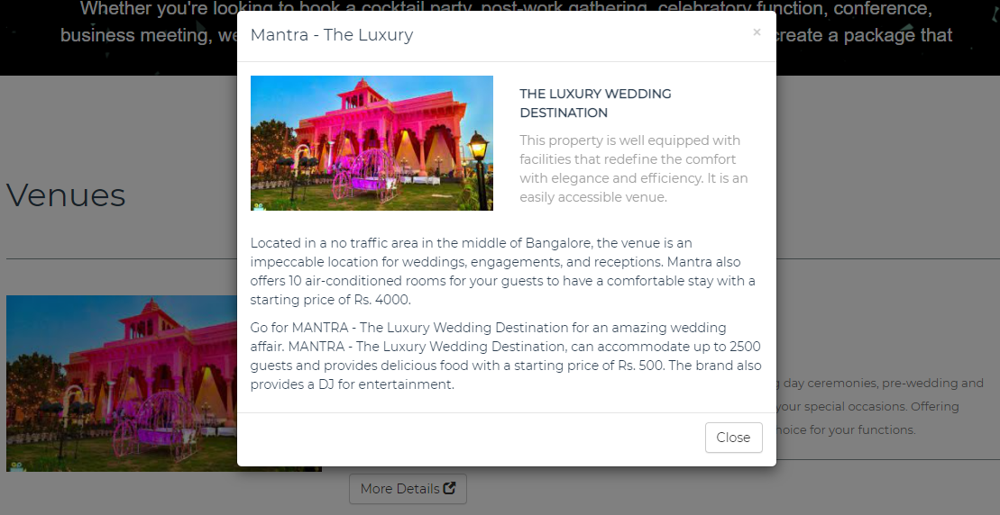 Whether you're looking to book a cocktail party, post-work gathering, celebratory function, conference,
business meeting, we
create a package that
Mantra - The Luxury
×
THE LUXURY WEDDING
DESTINATION
This property is well equipped with
facilities that redefine the comfort
with elegance and efficiency. It is an
easily accessible venue.
Venues
Located in a no traffic area in the middle of Bangalore, the venue is an
impeccable location for weddings, engagements, and receptions. Mantra also
offers 10 air-conditioned rooms for your guests to have a comfortable stay with a
starting price of Rs. 4000.
Go for MANTRA - The Luxury Wedding Destination for an amazing wedding
affair. MANTRA - The Luxury Wedding Destination, can accommodate up to 2500
guests and provides delicious food with a starting price of Rs. 500. The brand also
provides a DJ for entertainment.
g day ceremonies, pre-wedding and
your special occasions. Offering
hoice for your functions.
Close
More Details